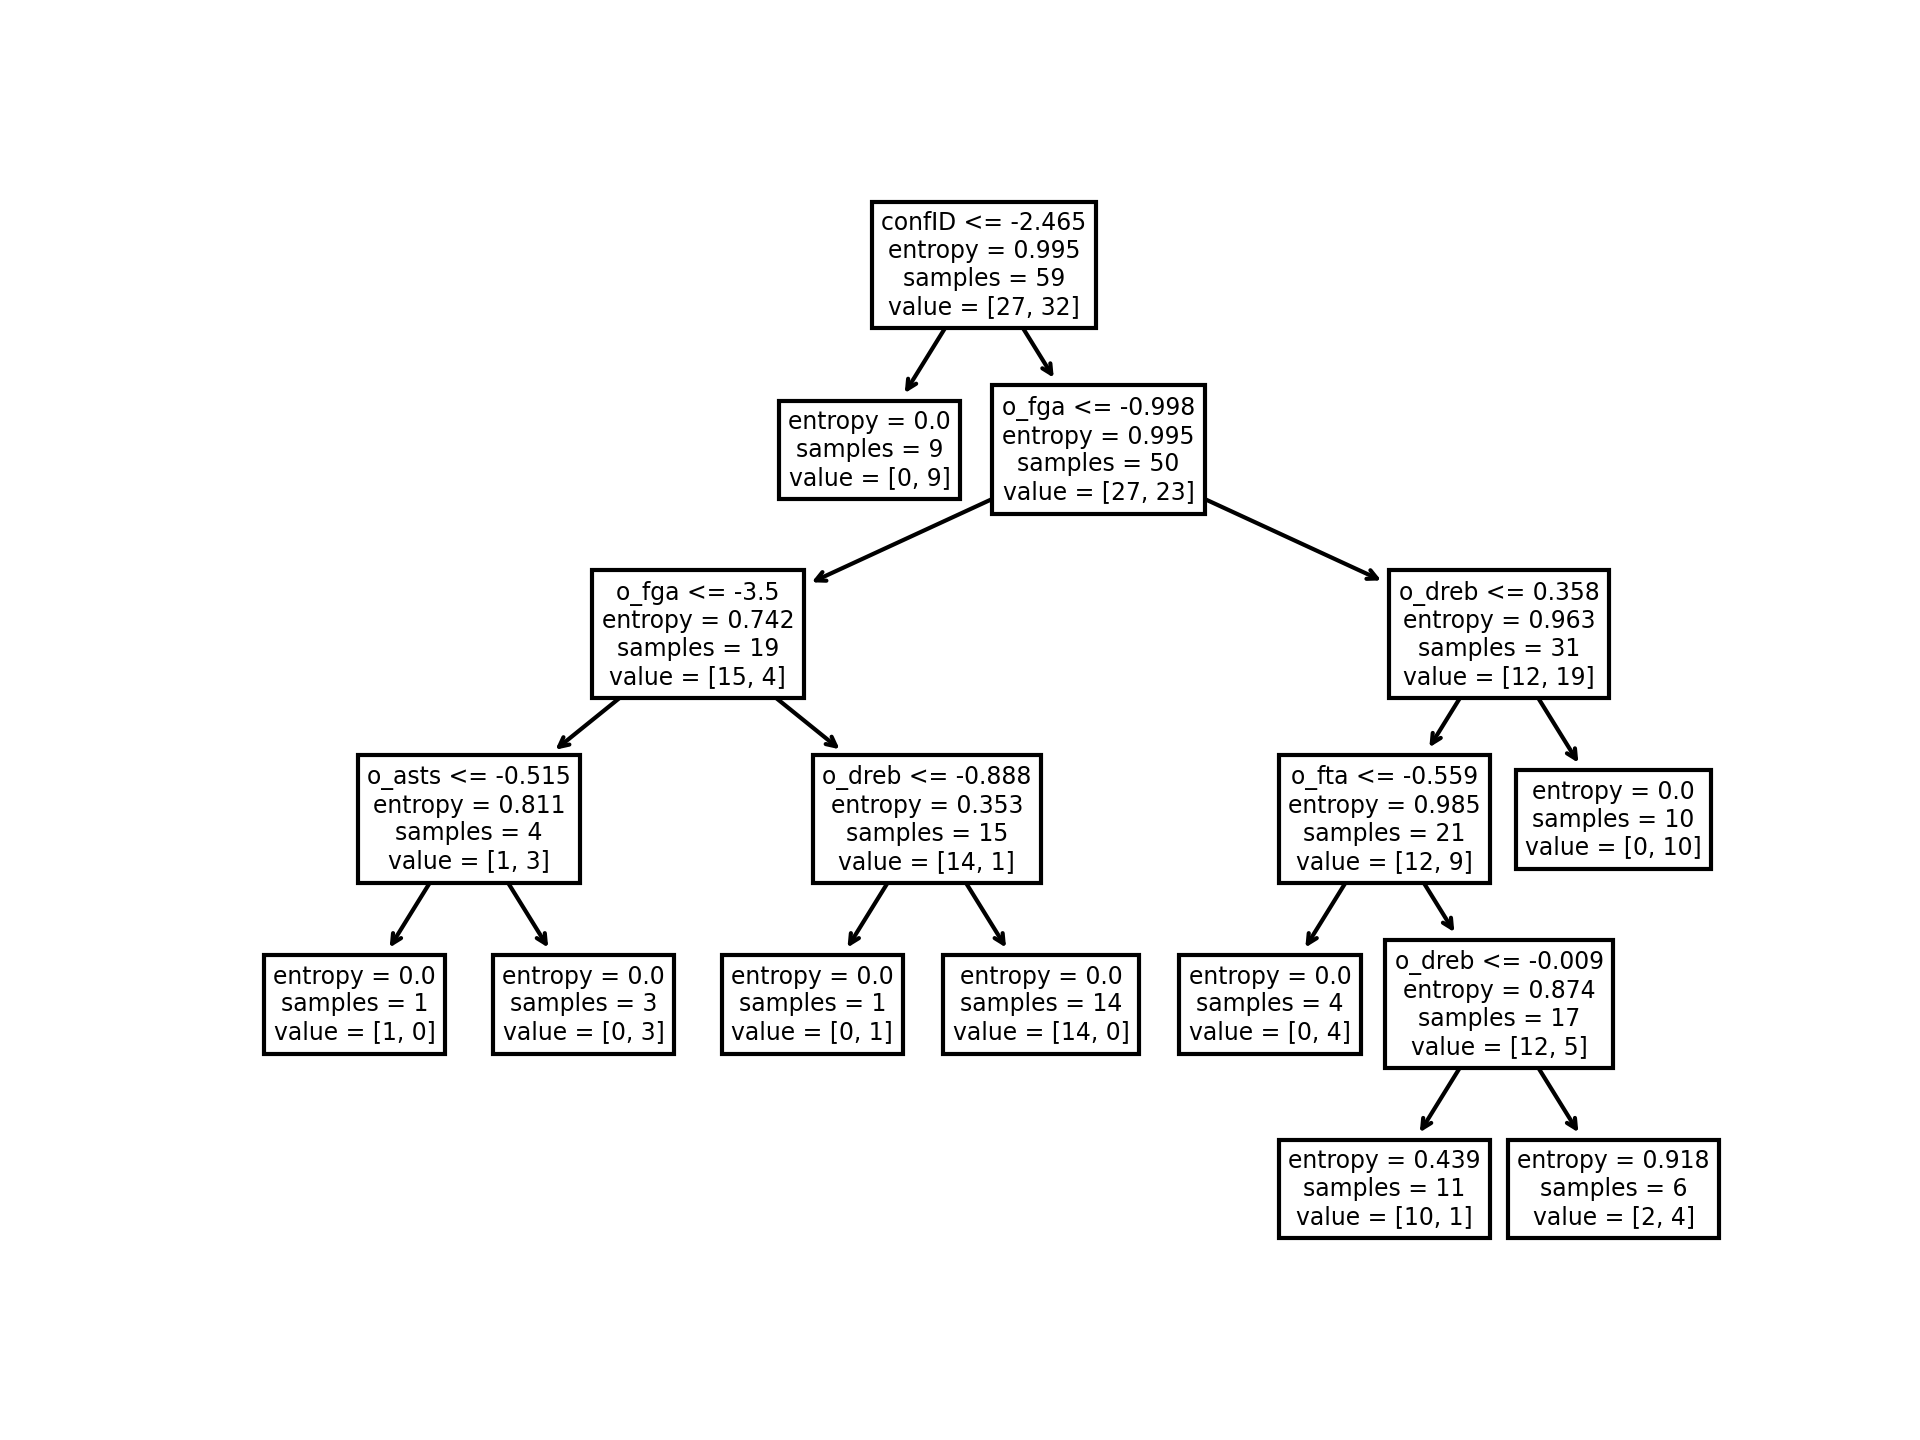 confID <= -2.465
entropy = 0.995
samples = 59
value = [27, 32]
entropy = 0.0
samples = 9
value = [0, 9]
o_fga <= -0.998
entropy = 0.995
samples = 50
value = [27, 23]
o_fga <= -3.5
entropy = 0.742
samples = 19
value = [15, 4]
o_dreb <= 0.358
entropy = 0.963
samples = 31
value = [12, 19]
o_asts <= -0.515
entropy = 0.811
samples = 4
value = [1, 3]
o_dreb <= -0.888
entropy = 0.353
samples = 15
value = [14, 1]
o_fta <= -0.559
entropy = 0.985
samples = 21
value = [12, 9]
entropy = 0.0
samples = 10
value = [0, 10]
entropy = 0.0
samples = 1
value = [1, 0]
entropy = 0.0
samples = 3
value = [0, 3]
entropy = 0.0
samples = 1
value = [0, 1]
entropy = 0.0
samples = 14
value = [14, 0]
entropy = 0.0
samples = 4
value = [0, 4]
o_dreb <= -0.009
entropy = 0.874
samples = 17
value = [12, 5]
entropy = 0.439
samples = 11
value = [10, 1]
entropy = 0.918
samples = 6
value = [2, 4]